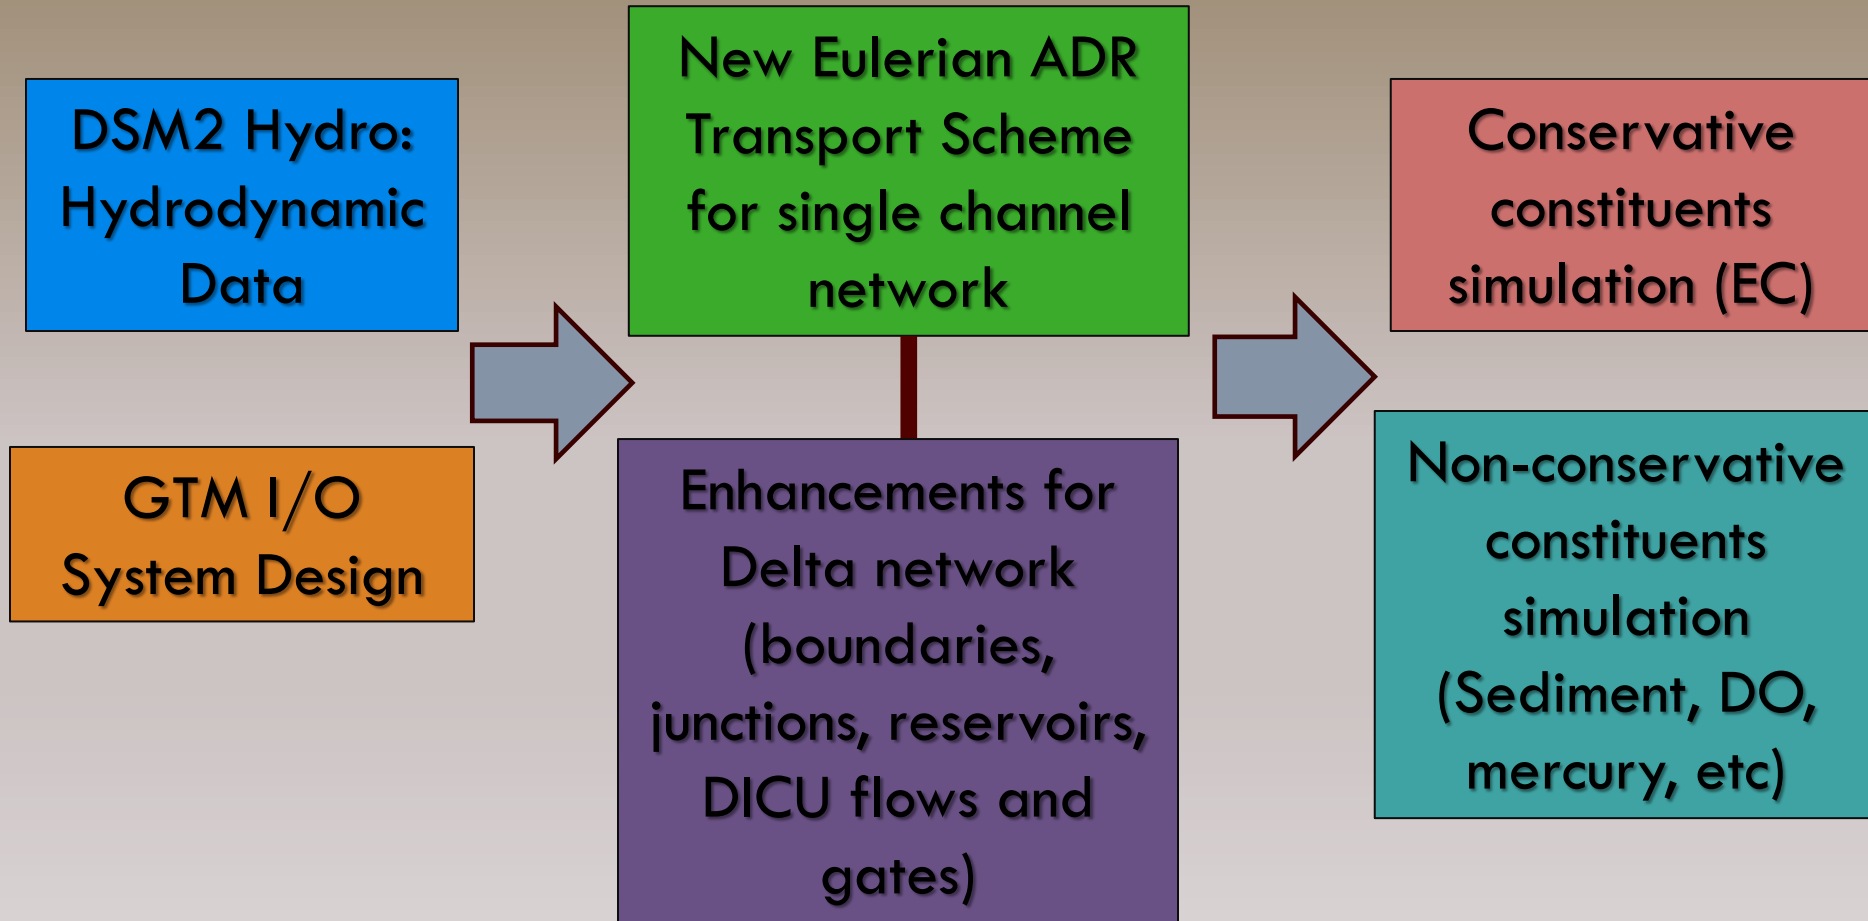 DSM2 Hydro:
Hydrodynamic
Data
GTM I/O
System Design
New Eulerian ADR
Transport Scheme
for single channel
network
Enhancements for
Delta network
(boundaries,
junctions, reservoirs,
DICU flows and
gates)
Conservative
constituents
simulation (EC)
Non-conservative
constituents
simulation
(Sediment, DO,
mercury, etc)